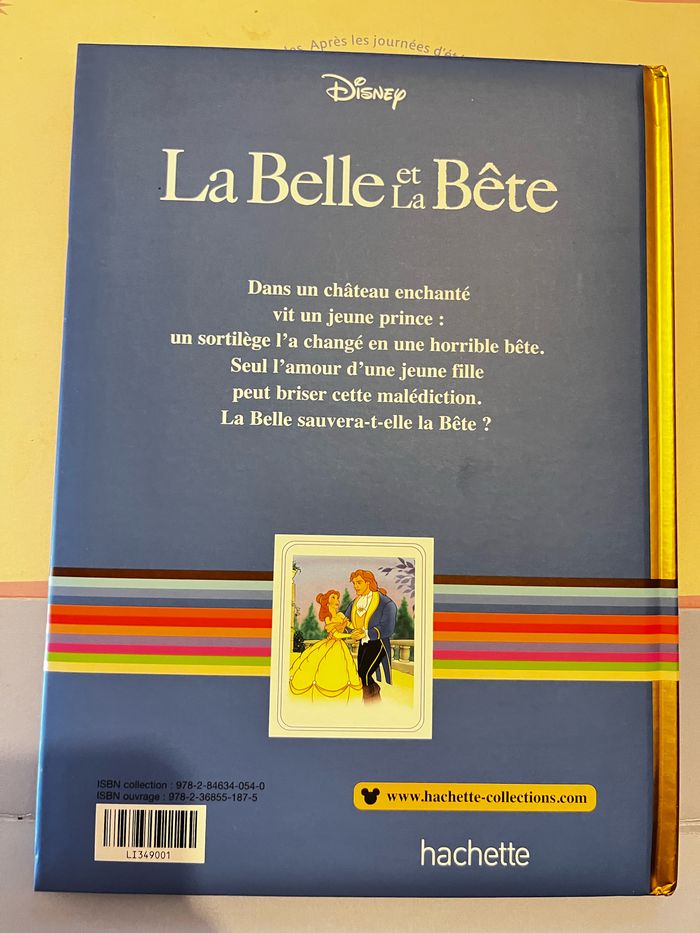 Après les journées
Disney
La Belle et La Bête
Dans un château enchanté
vit un jeune prince :
un sortilège l'a changé en une horrible bête.
Seul l'amour d'une jeune fille
peut briser cette malédiction.
La Belle sauvera-t-elle la Bête ?
ISBN collection : 978-2-84634-054-0
ISBN ouvrage : 978-2-36855-187-5
www.hachette-collections.com
LI349001
hachette